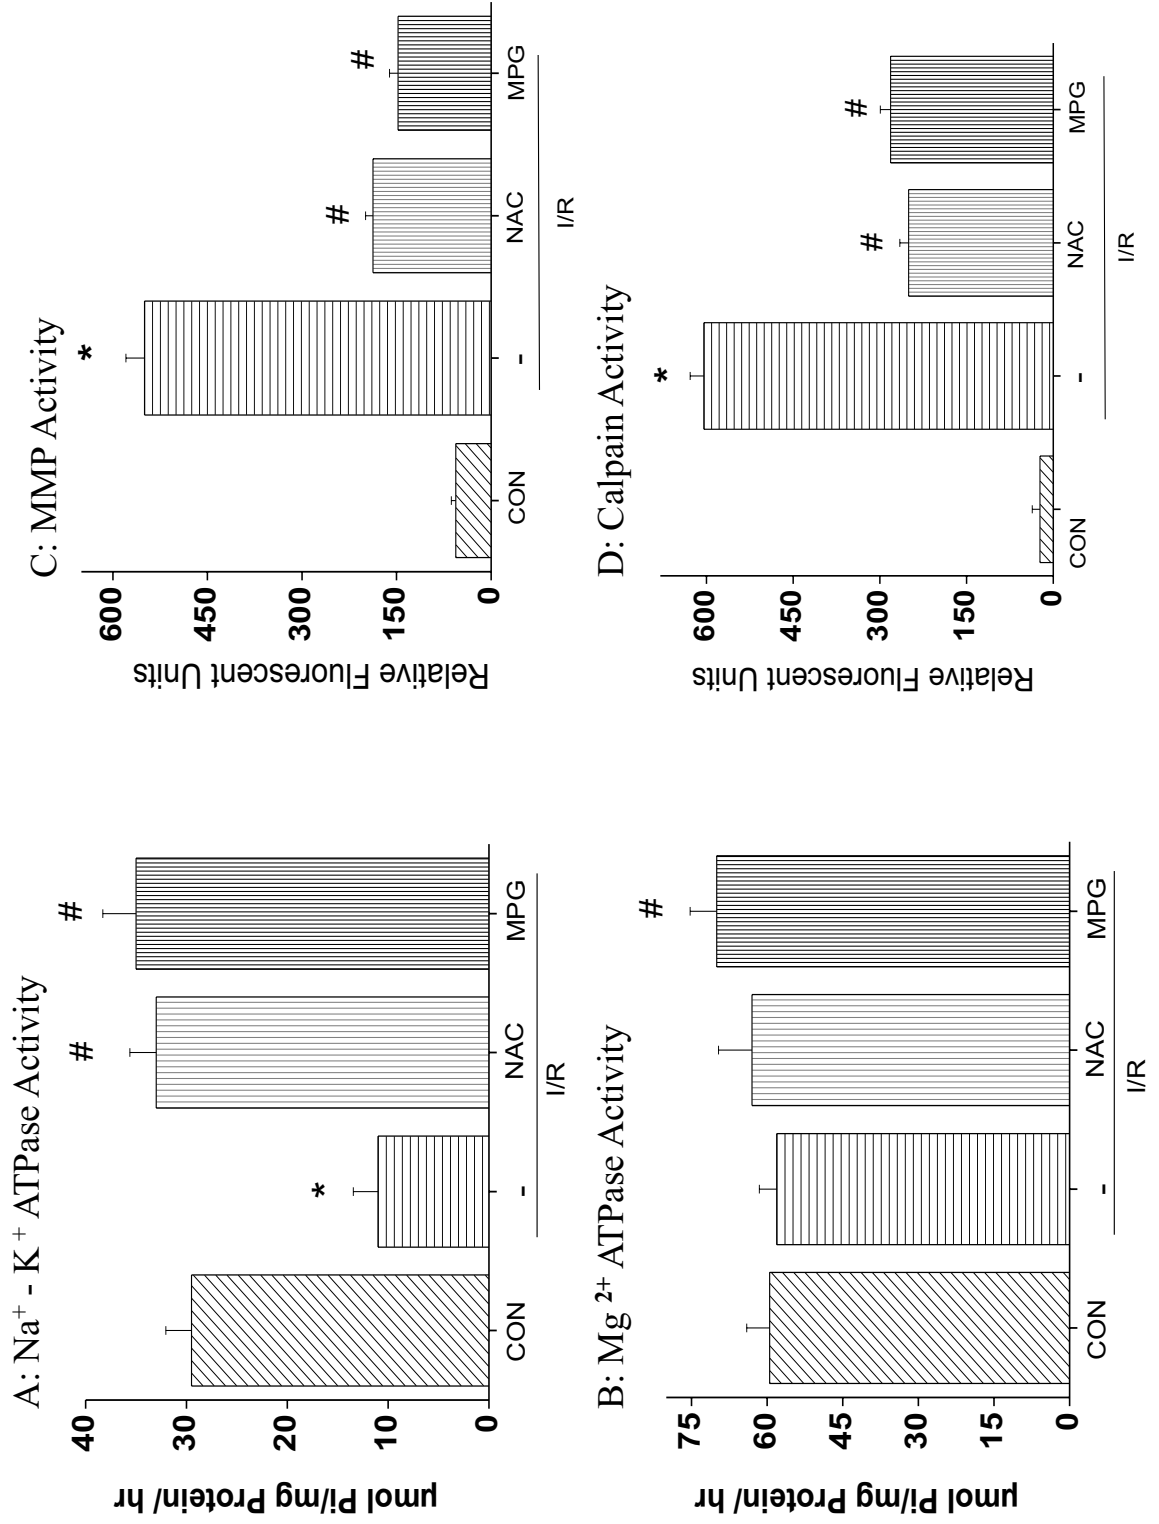 A: Na+ - K+ ATPase Activity
μmol Pi/mg Protein/ hr
40
30
20
10
0
*
#
#
CON
-
NAC
MPG
I/R
B: Mg 2+ ATPase Activity
μmol Pi/mg Protein/ hr
75
60
45
30
15
0
#
CON
-
NAC
MPG
I/R
C: MMP Activity
Relative Fluorescent Units
600
450
300
150
0
*
#
#
CON
-
NAC
MPG
I/R
D: Calpain Activity
Relative Fluorescent Units
600
450
300
150
0
*
#
#
CON
-
NAC
MPG
I/R